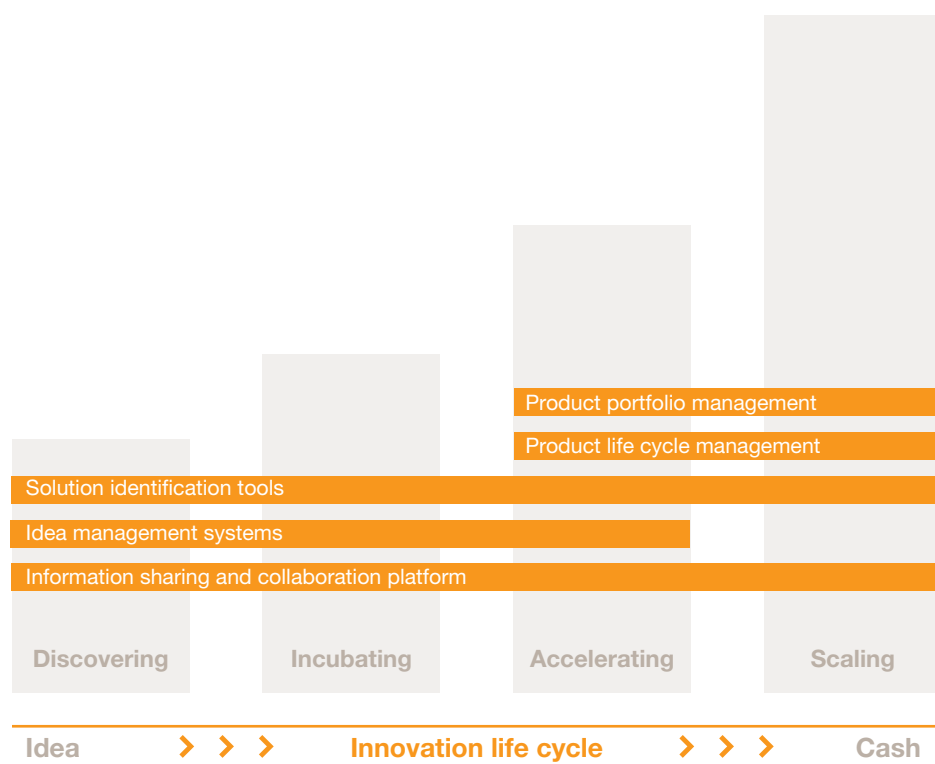 Product portfolio management
Product life cycle management
Solution identification tools
Idea management systems
Information sharing and collaboration platform
Discovering Incubating Accelerating Scaling
Idea Innovation life cycle Cash